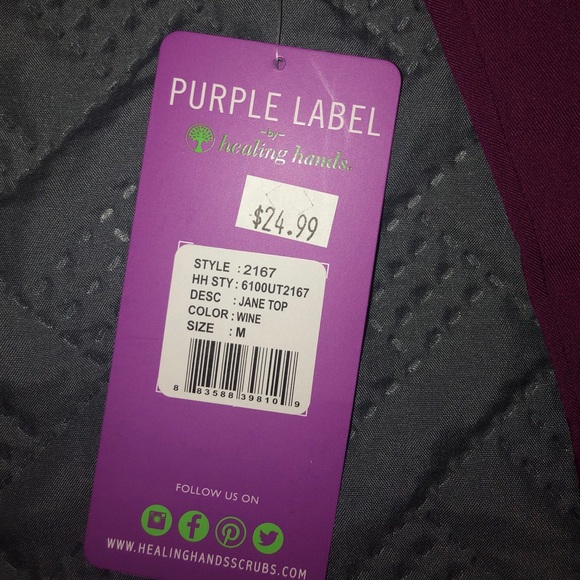 PURPLE LABEL
-by-
healing hands.
$24.99
STYLE : 2167
HH STY : 6100UT2167
DESC : JANE TOP
COLOR : WINE
SIZE : M
8 83588 39810 9
FOLLOW US ON
WWW.HEALINGHANDSSCRUBS.COM